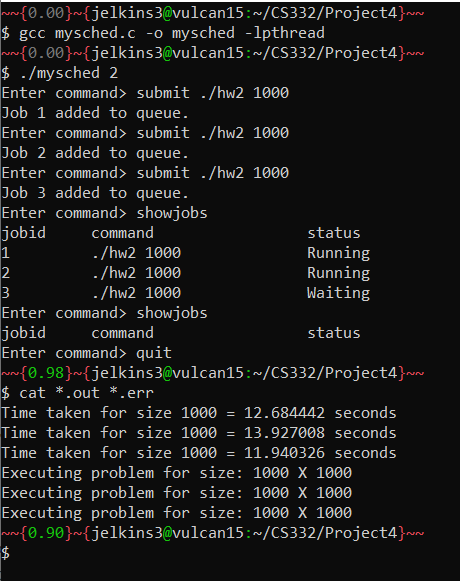 ~~{0.00}~{jelkins3@vulcan15:~/CS332/Project4}~~
$ gcc mysched.c -o mysched -lpthread
~~{0.00}~{jelkins3@vulcan15:~/CS332/Project4}~~
$ ./mysched 2
Enter command> submit ./hw2 1000
Job 1 added to queue.
Enter command> submit ./hw2 1000
Job 2 added to queue.
Enter command> submit ./hw2 1000
Job 3 added to queue.
Enter command> showjobs
jobid     command                 status
1         ./hw2 1000              Running
2         ./hw2 1000              Running
3         ./hw2 1000              Waiting
Enter command> showjobs
jobid     command                 status
Enter command> quit
~~{0.98}~{jelkins3@vulcan15:~/CS332/Project4}~~
$ cat *.out *.err
Time taken for size 1000 = 12.684442 seconds
Time taken for size 1000 = 13.927008 seconds
Time taken for size 1000 = 11.940326 seconds
Executing problem for size: 1000 X 1000
Executing problem for size: 1000 X 1000
Executing problem for size: 1000 X 1000
~~{0.90}~{jelkins3@vulcan15:~/CS332/Project4}~~
$